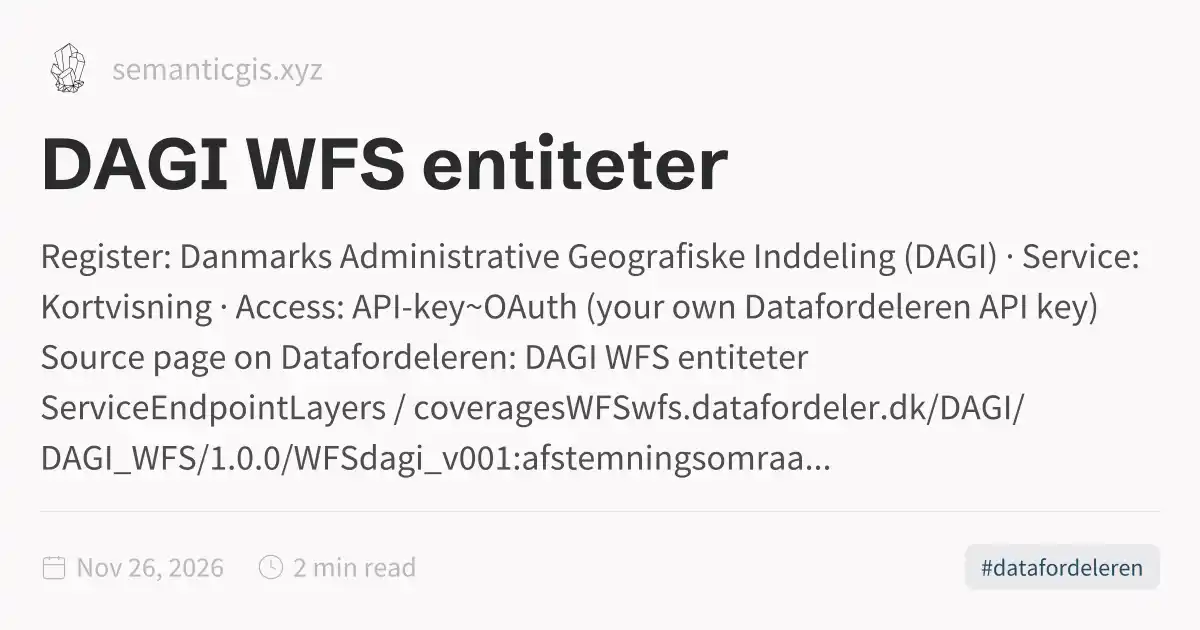 semanticgis.xyz
DAGI WFS entiteter
Register: Danmarks Administrative Geografiske Inddeling (DAGI) · Service:
Kortvisning · Access: API-key~OAuth (your own Datafordeleren API key)
Source page on Datafordeleren: DAGI WFS entiteter
ServiceEndpointLayers / coveragesWFSwfs.datafordeler.dk/DAGI/
DAGI_WFS/1.0.0/WFSdagi_v001:afstemningsomraa...
Nov 26, 2026 2 min read #datafordeleren